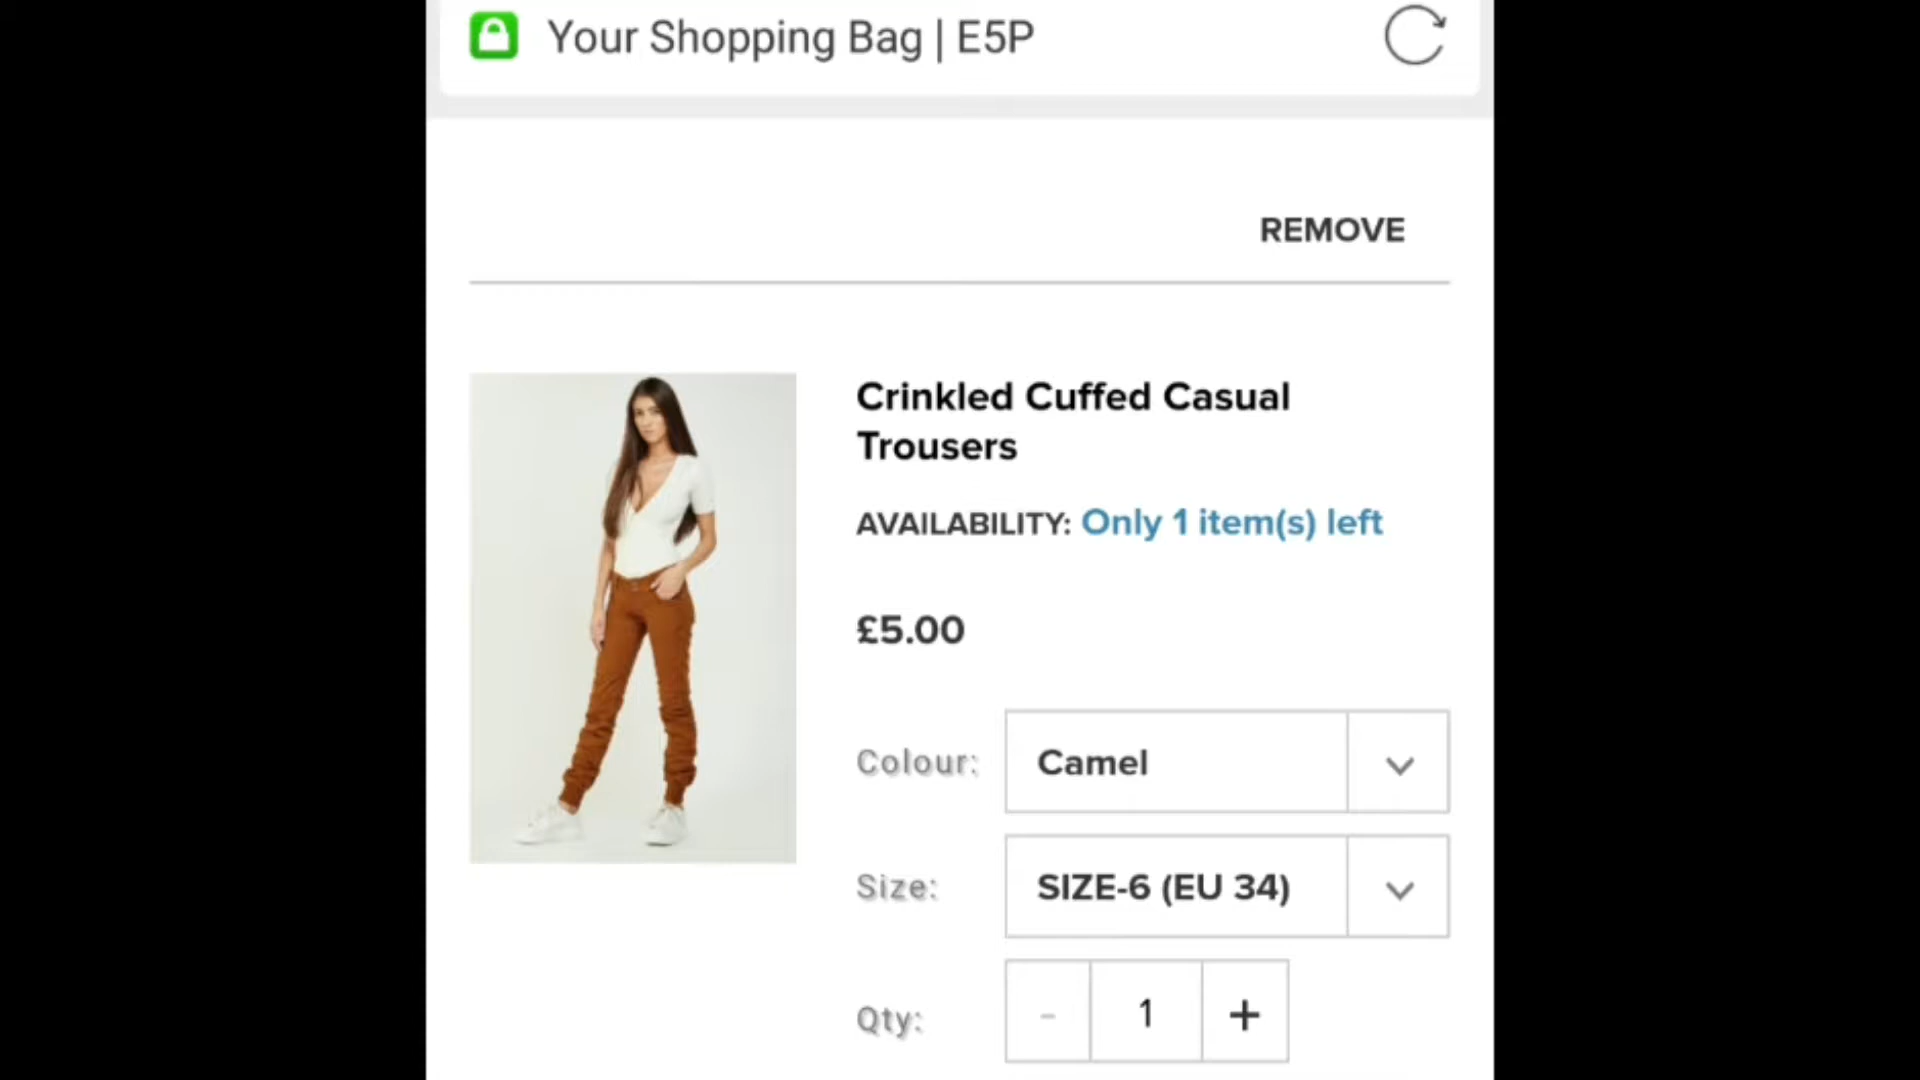 Your Shopping Bag | E5P
REMOVE
Crinkled Cuffed Casual
Trousers
AVAILABILITY: Only 1 item(s) left
£5.00
Colour: Camel
Size: SIZE-6 (EU 34)
Qty: - 1 +